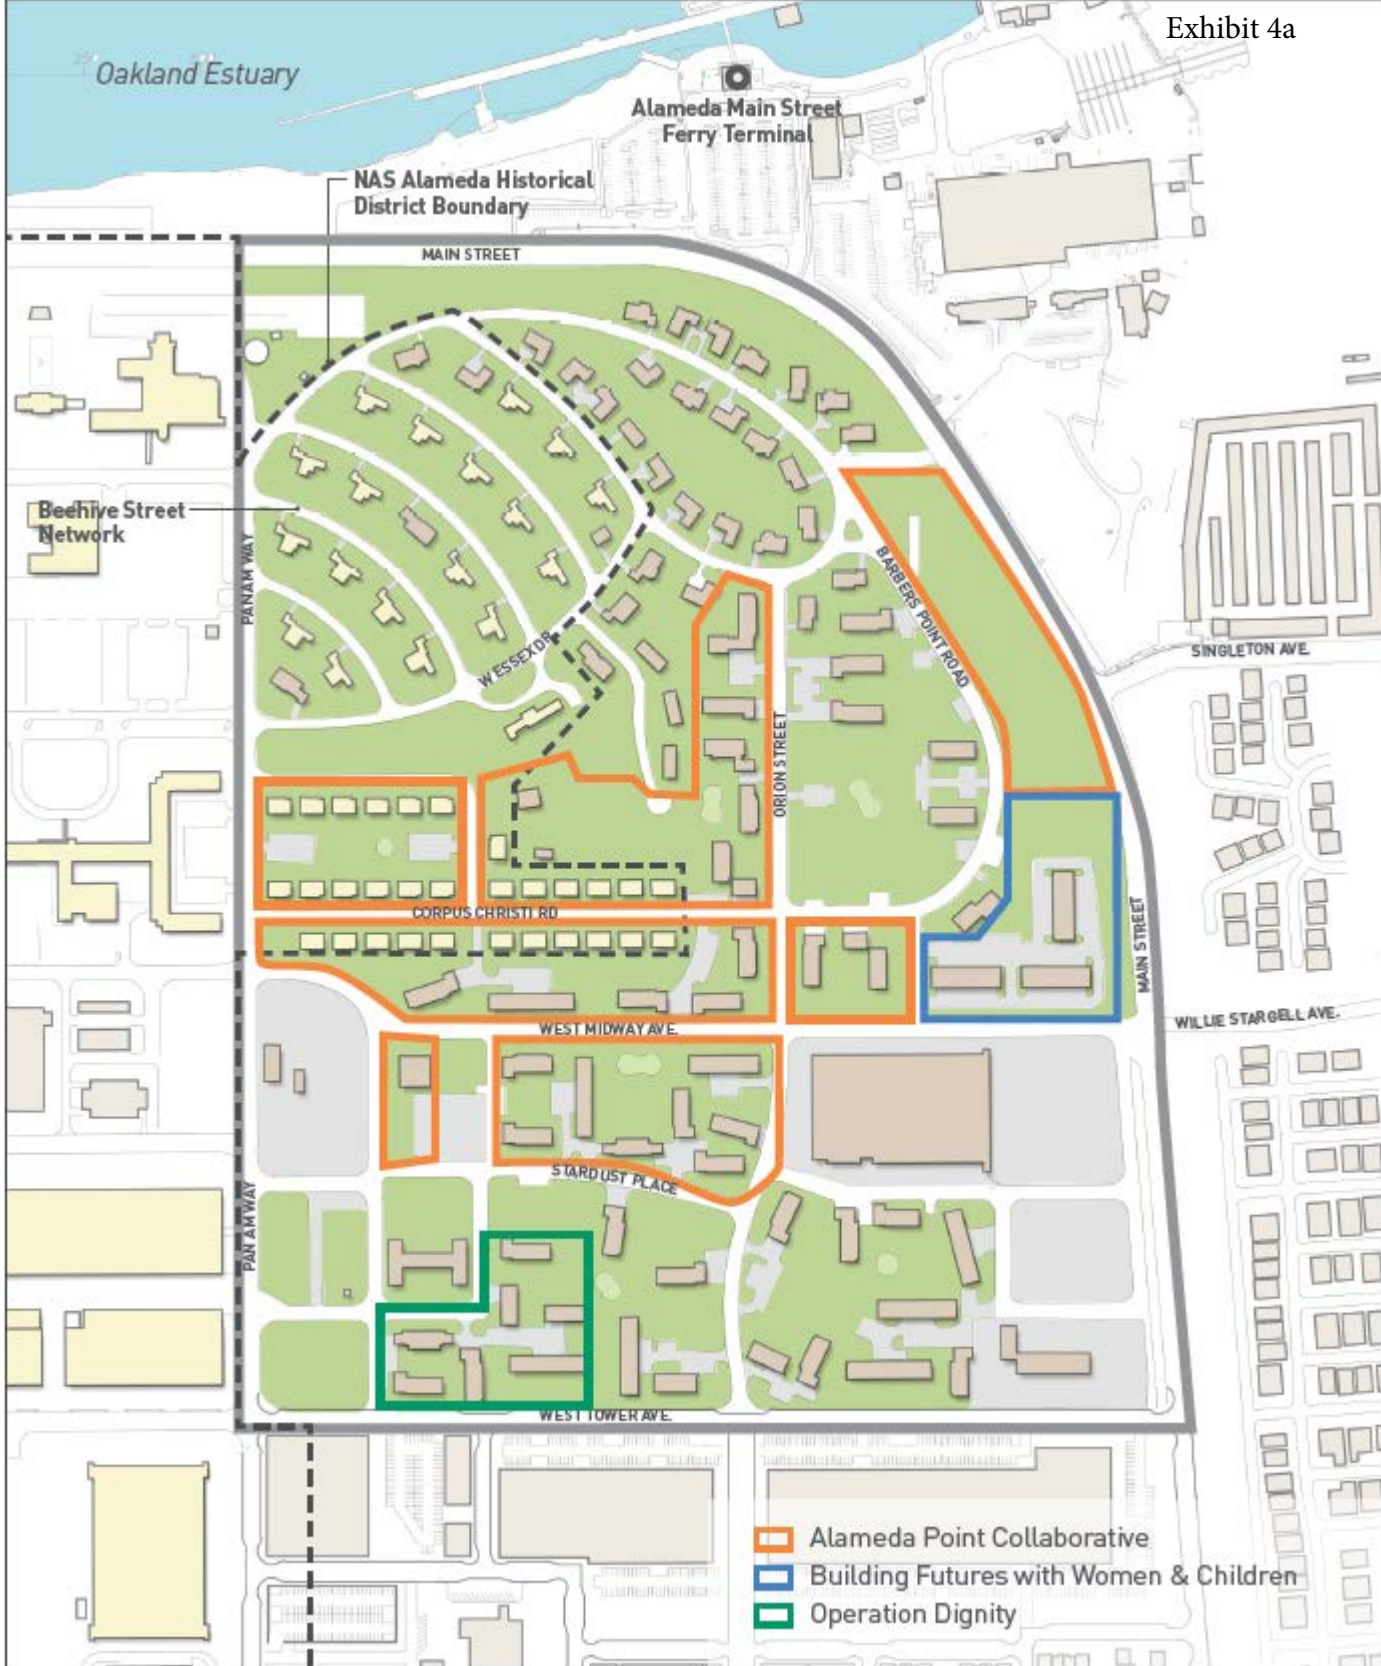 Exhibit 4a
Oakland Estuary
Alameda Main Street
Ferry Terminal
NAS Alameda Historical
District Boundary
MAIN STREET
Beehive Street
Network
PAN AM WAY
BARBERS POINT ROAD
WESSEX DR.
SINGLETON AVE.
ORION STREET
CORPUS CHRISTI RD
MAIN STREET
WEST MIDWAY AVE.
WILLIE STARGELL AVE.
STARDUST PLACE
PAN AM WAY
WEST TOWER AVE.
Alameda Point Collaborative
Building Futures with Women & Children
Operation Dignity